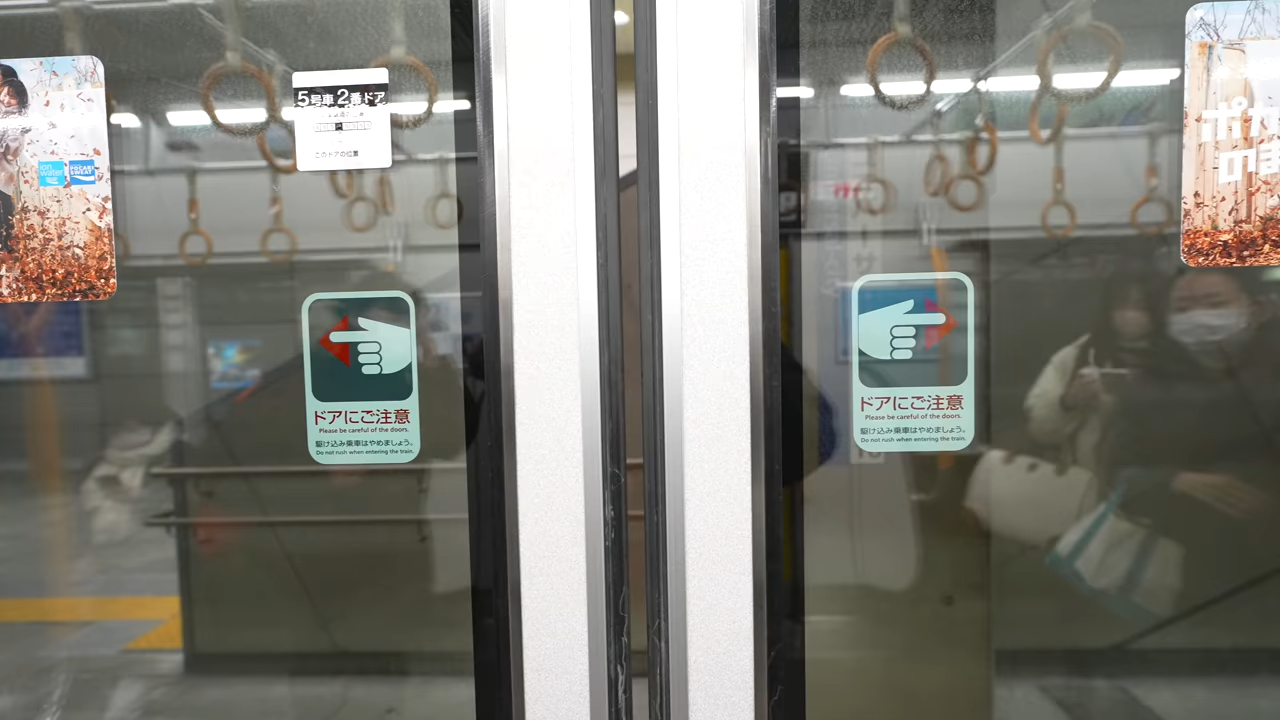 5号車 2番ドア
このドアの位置
ion
water
POCARI
SWEAT
ドアにご注意
Please be careful of the doors.
駆け込み乗車はやめましょう。
Do not rush when entering the train.
ドアにご注意
Please be careful of the doors.
駆け込み乗車はやめましょう。
Do not rush when entering the train.
ポカ
のま